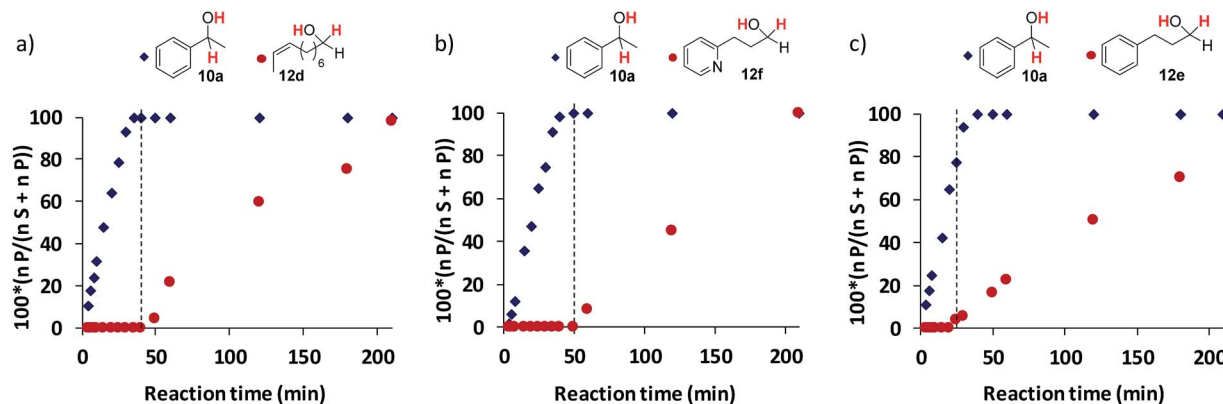 a)
OH
H
10a
HO
H
H
6
12d
100*(n P/(n S + n P))
100
80
60
40
20
0
0 50 100 150 200
Reaction time (min)
b)
OH
H
10a
HO
H
H
N
12f
100*(n P/(n S + n P))
100
80
60
40
20
0
0 50 100 150 200
Reaction time (min)
c)
OH
H
10a
HO
H
H
12e
100*(n P/(n S + n P))
100
80
60
40
20
0
0 50 100 150 200
Reaction time (min)